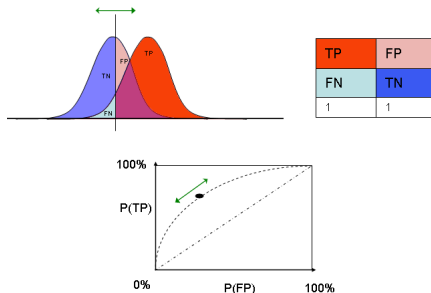 TP
FP
TN
FN
TP FP
FN TN
1 1
100%
P(TP)
0% P(FP) 100%